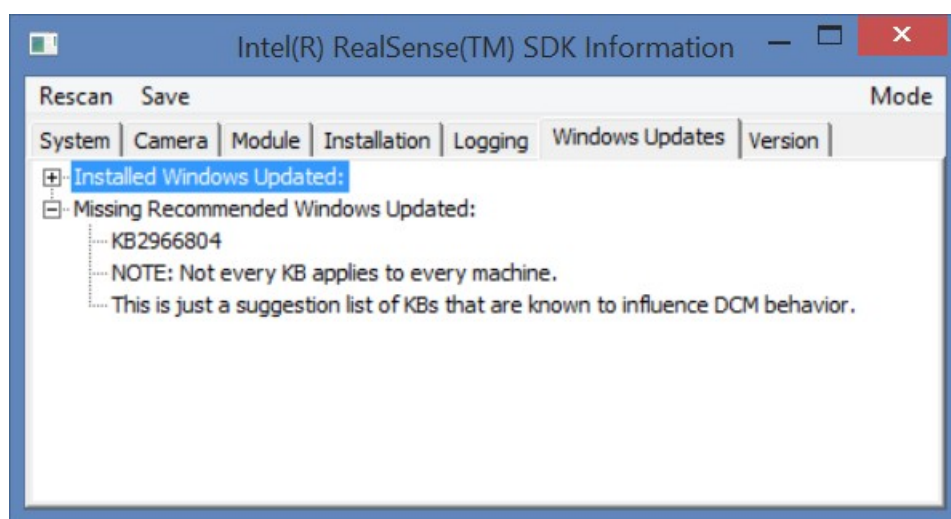 Intel(R) RealSense(TM) SDK Information
Rescan Save Mode
System Camera Module Installation Logging Windows Updates Version
Installed Windows Updated:
Missing Recommended Windows Updated:
KB2966804
NOTE: Not every KB applies to every machine.
This is just a suggestion list of KBs that are known to influence DCM behavior.